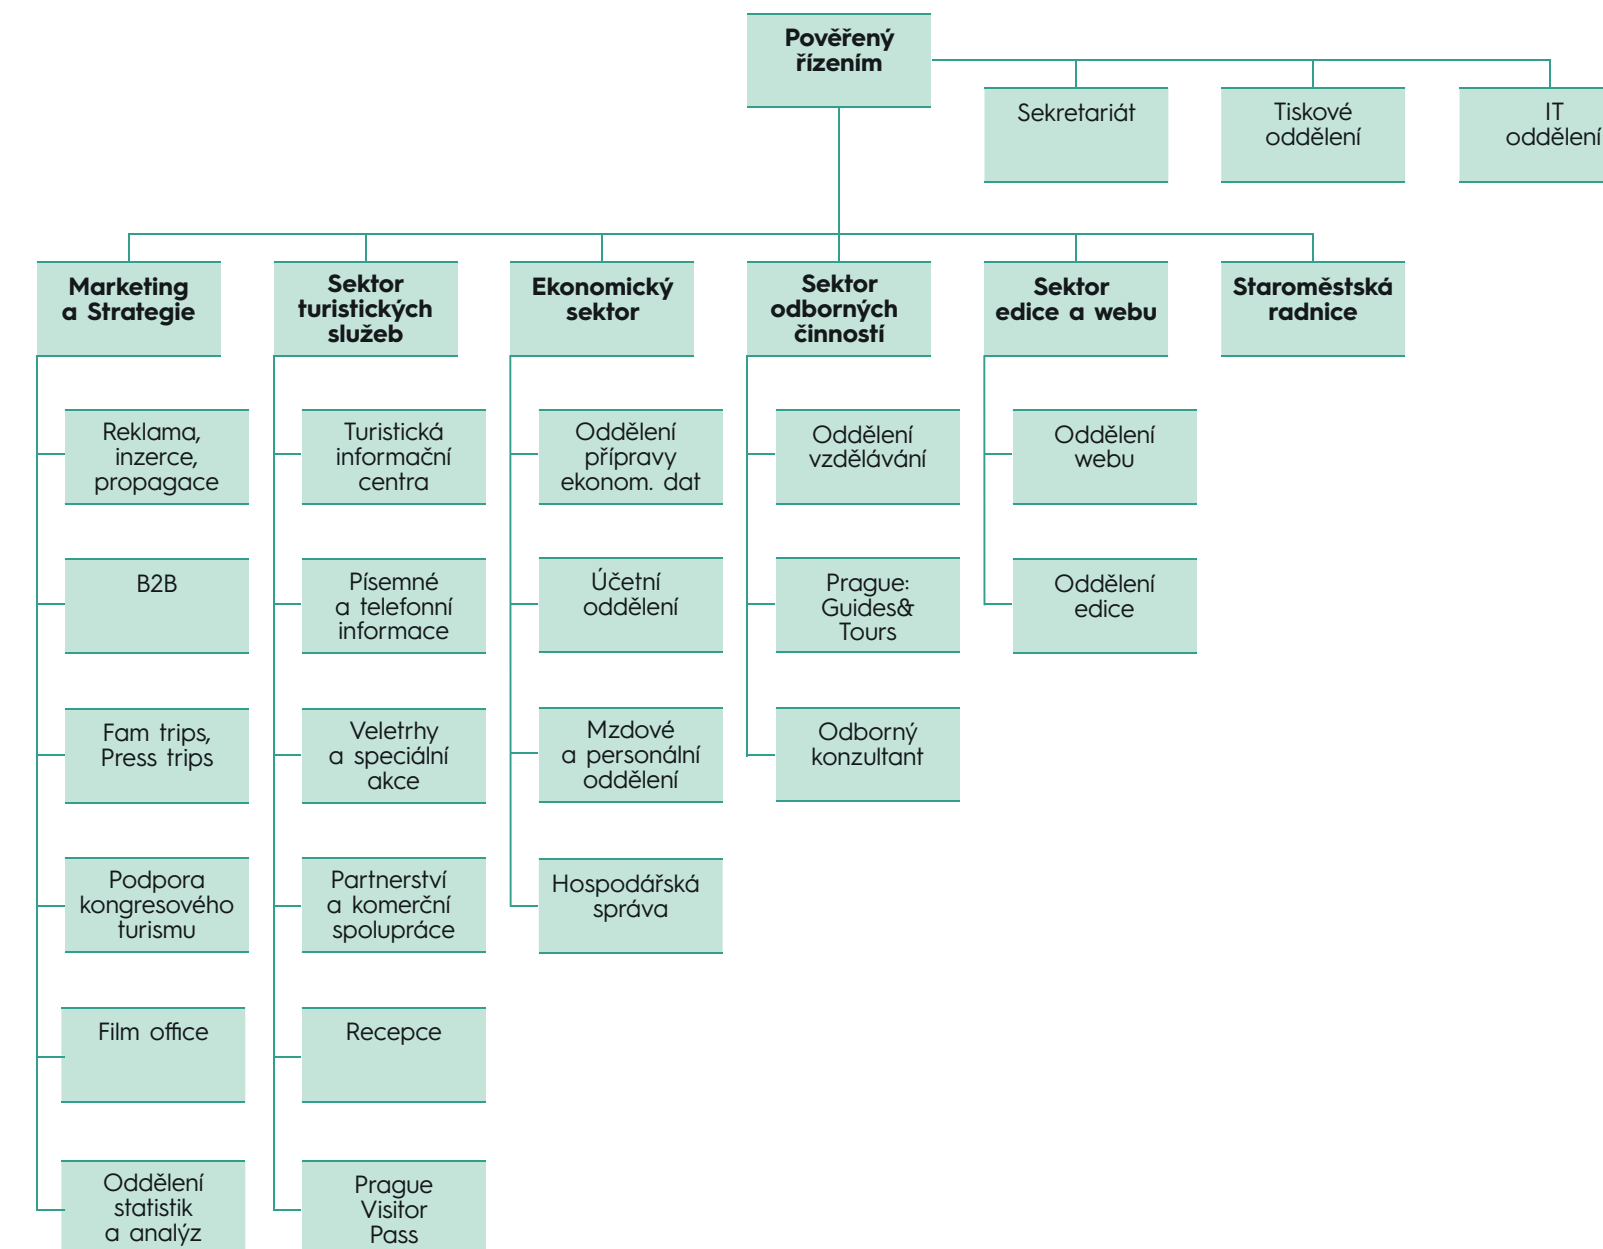 Pověřený
řízením
Sekretariát
Tiskové
oddělení
IT
oddělení
Marketing
a Strategie
Sektor
turistických
služeb
Ekonomický
sektor
Sektor
odborných
činností
Sektor
edice a webu
Staroměstská
radnice
Reklama,
inzerce,
propagace
B2B
Fam trips,
Press trips
Podpora
kongresového
turismu
Film office
Oddělení
statistik
a analýz
Turistická
informační
centra
Písemné
a telefonní
informace
Veletrhy
a speciální
akce
Partnerství
a komerční
spolupráce
Recepce
Prague
Visitor
Pass
Oddělení
přípravy
ekonom. dat
Účetní
oddělení
Mzdové
a personální
oddělení
Hospodářská
správa
Oddělení
vzdělávání
Prague:
Guides&
Tours
Odborný
konzultant
Oddělení
webu
Oddělení
edice